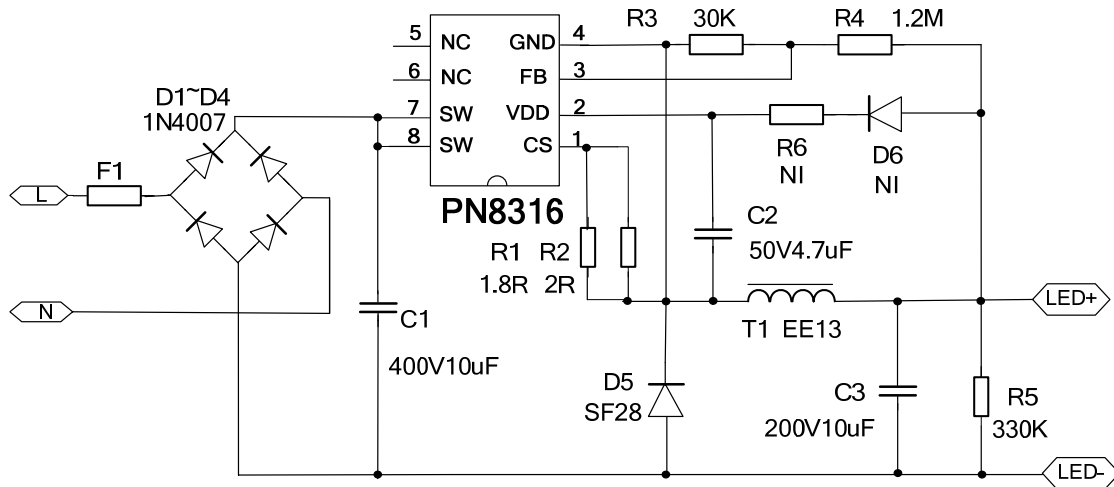 R3 30K R4 1.2M
5 NC GND 4
6 NC FB 3
D1~D4
1N4007
7 SW VDD 2
8 SW CS 1
R6
NI
D6
NI
F1
L
PN8316
C2
50V4.7uF
R1 R2
1.8R 2R
N
C1
400V10uF
T1 EE13
LED+
D5
SF28
C3
200V10uF
R5
330K
LED-